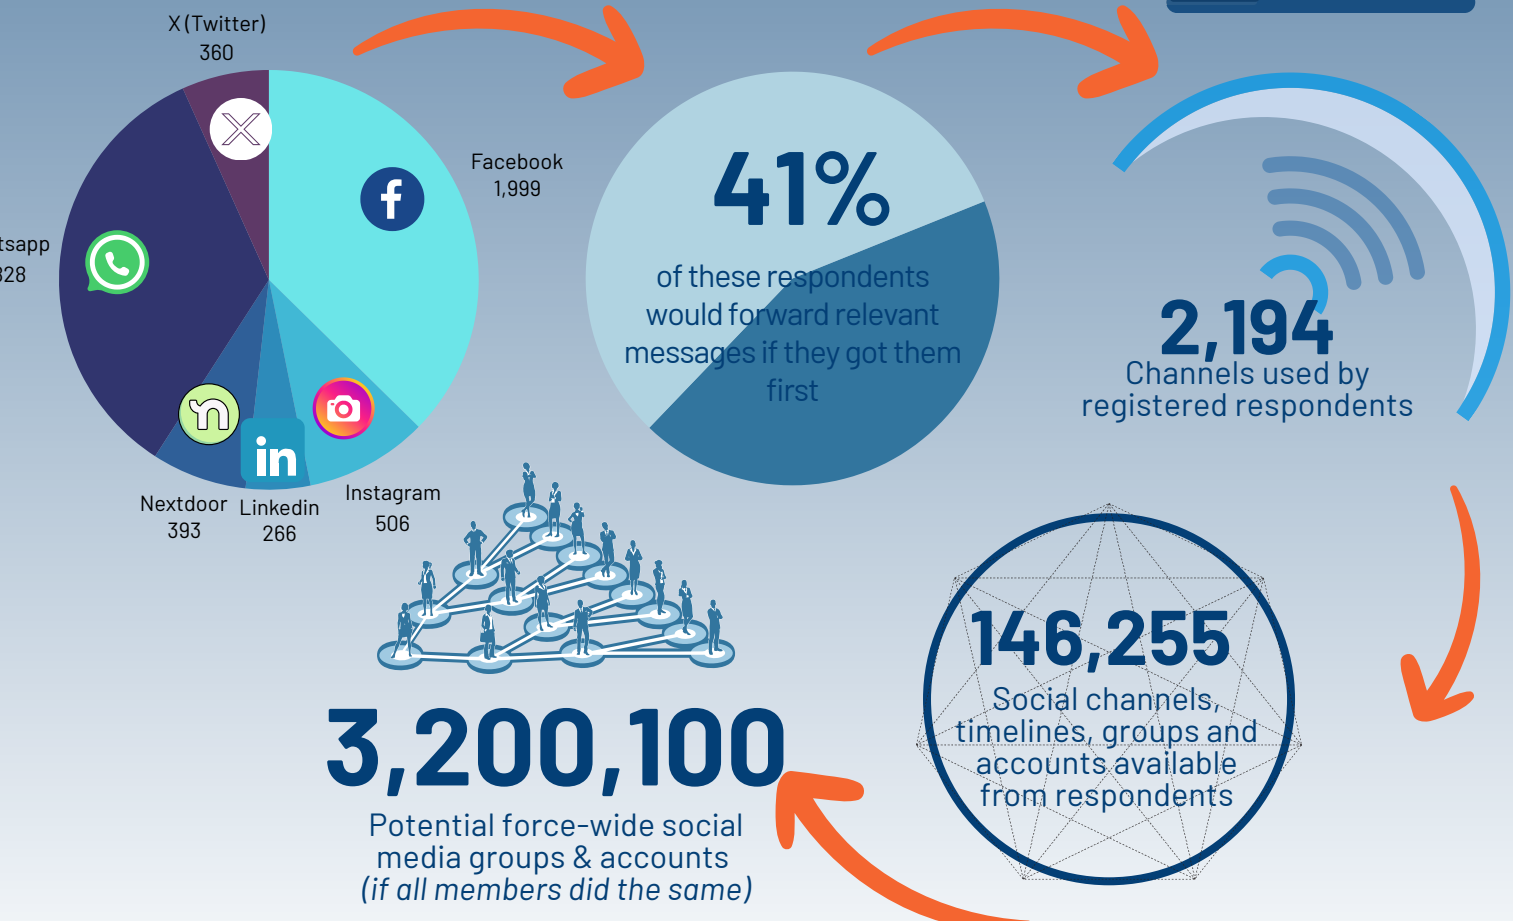 X (Twitter)
360
Facebook
1,999
tsapp
328
Nextdoor
393
Linkedin
266
Instagram
506
in
41%
of these respondents
would forward relevant
messages if they got them
first
2,194
Channels used by
registered respondents
146,255
Social channels,
timelines, groups and
accounts available
from respondents
3,200,100
Potential force-wide social
media groups & accounts
(if all members did the same)